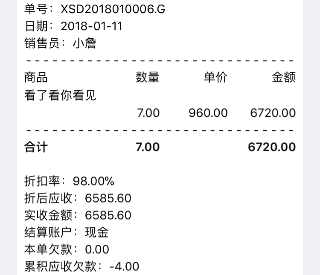 单号：XSD2018010006.G
日期：2018-01-11
销售员：小詹
商品 数量 单价 金额
看了看你看见
7.00 960.00 6720.00
合计 7.00 6720.00
折扣率：98.00%
折后应收：6585.60
实收金额：6585.60
结算账户：现金
本单欠款：0.00
累积应收欠款：-4.00